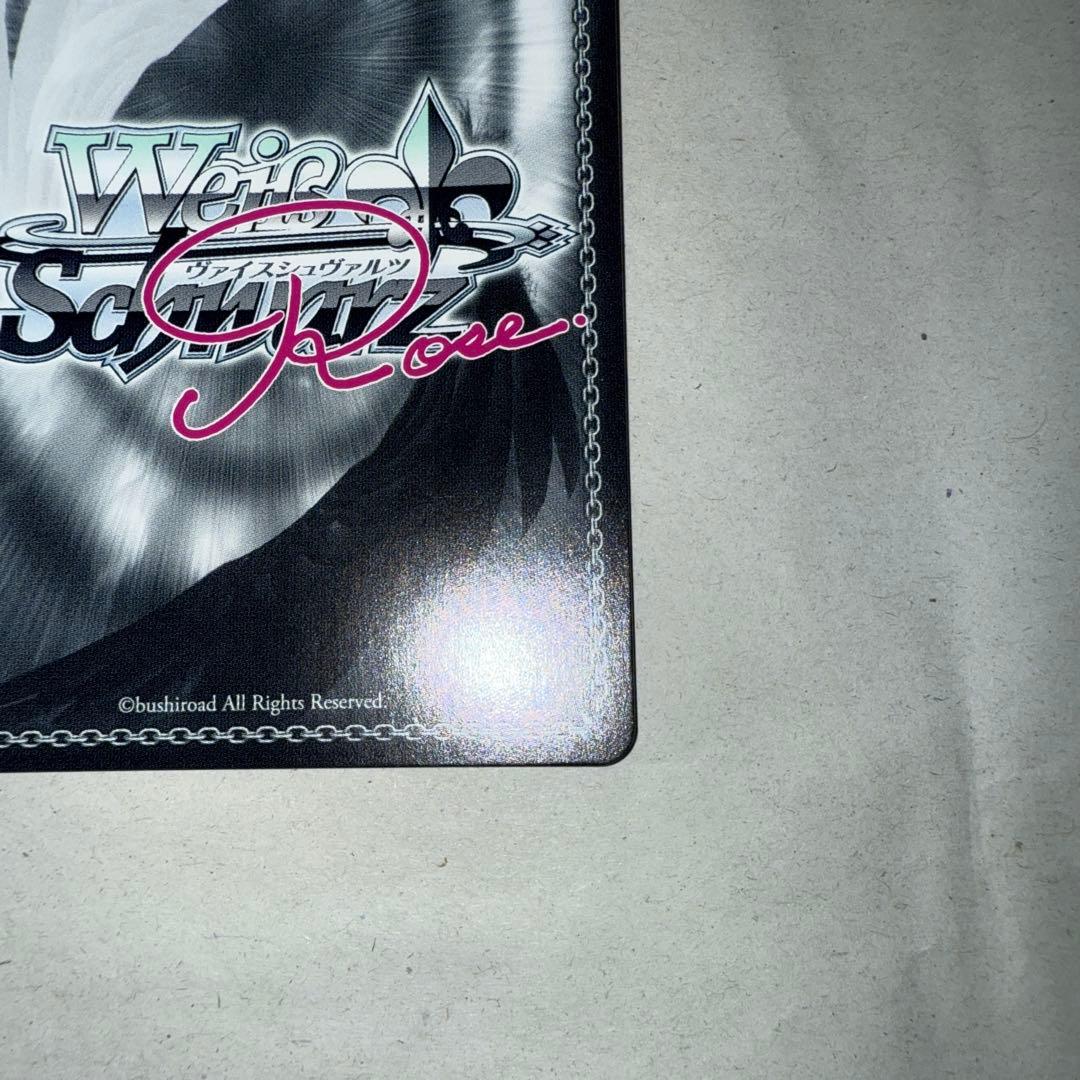 Weiß
ヴァイスシュヴァルツ
Schwarz
Rose.
©bushiroad All Rights Reserved.